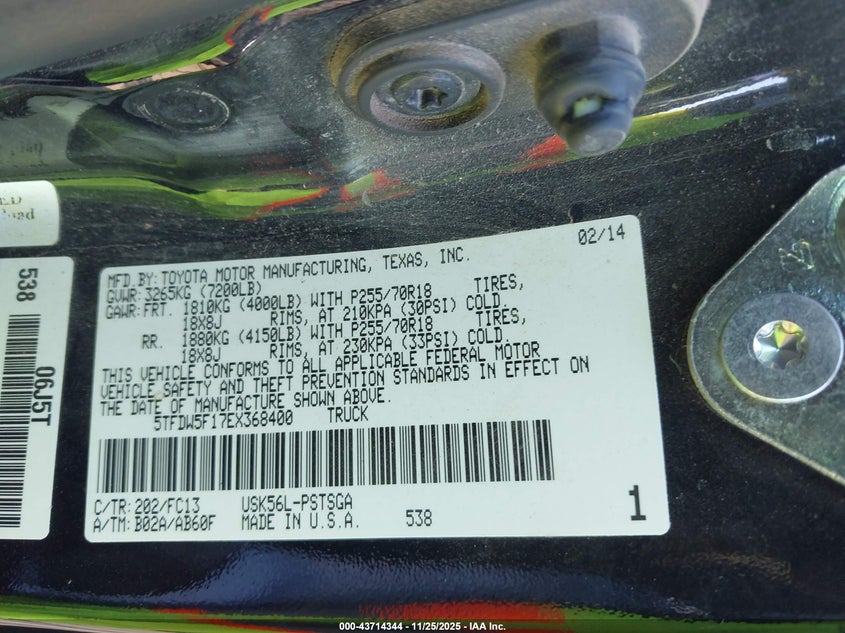 02/14
MFD.BY: TOYOTA MOTOR MANUFACTURING, TEXAS, INC.
GVWR: 3265KG (7200LB)
GAWR: FRT. 1810KG (4000LB) WITH P255/70R18 TIRES,
18X8J RIMS, AT 210KPA (30PSI) COLD.
RR. 1880KG (4150LB) WITH P255/70R18 TIRES,
18X8J RIMS, AT 230KPA (33PSI) COLD.
THIS VEHICLE CONFORMS TO ALL APPLICABLE FEDERAL MOTOR
VEHICLE SAFETY AND THEFT PREVENTION STANDARDS IN EFFECT ON
THE DATE OF MANUFACTURE SHOWN ABOVE.
5TFDW5F17EX368400 TRUCK
C/TR: 202/FC13 USK56L-PSTSGA
A/TM: B02A/AB60F MADE IN U.S.A. 538
1
538
06J5T
000-43714344 - 11/25/2025 - IAA Inc.